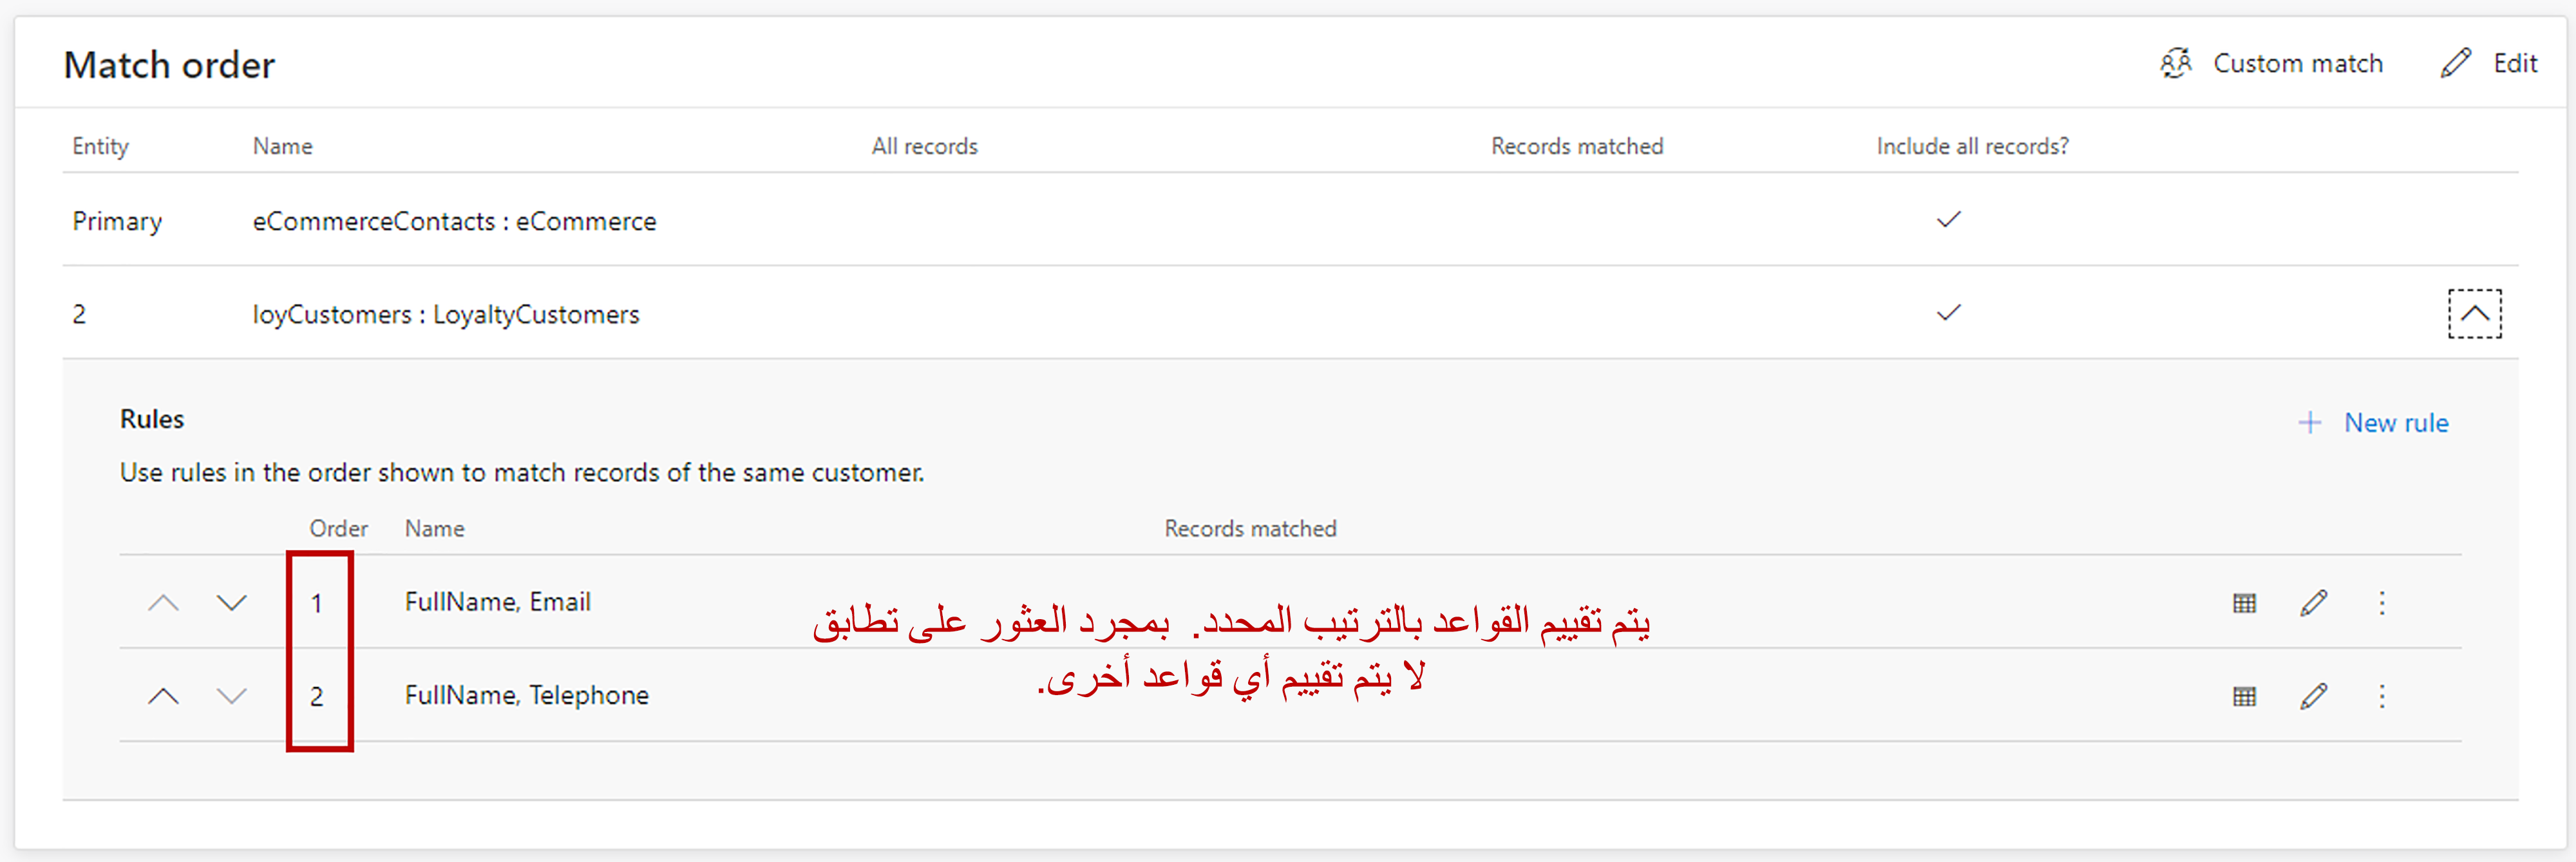 Match order
Custom match
Edit
Entity Name All records Records matched Include all records?
Primary eCommerceContacts : eCommerce
2 loyCustomers : LoyaltyCustomers
Rules
New rule
Use rules in the order shown to match records of the same customer.
Order Name Records matched
1 FullName, Email
2 FullName, Telephone
يتم تقييم القواعد بالترتيب المحدد. بمجرد العثور على تطابق
لا يتم تقييم أي قواعد أخرى.